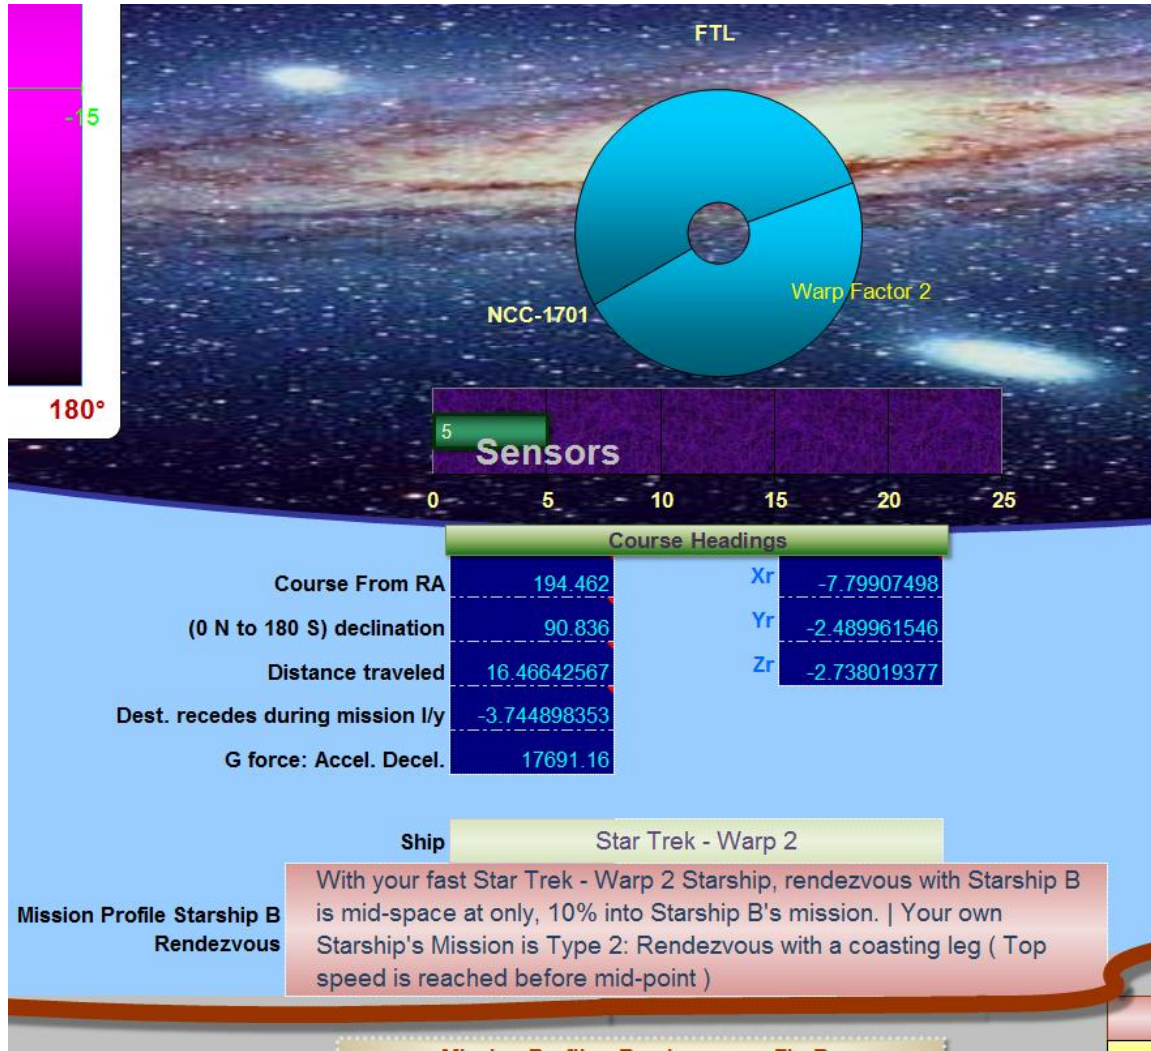 FTL
-15
Warp Factor 2
NCC-1701
180°
5
Sensors
0 5 10 15 20 25
Course Headings
Course From RA 194.462 Xr -7.79907498
(0 N to 180 S) declination 90.836 Yr -2.489961546
Distance traveled 16.46642567 Zr -2.738019377
Dest. recedes during mission l/y -3.744898353
G force: Accel. Decel. 17691.16
Ship Star Trek - Warp 2
Mission Profile Starship B
Rendezvous
With your fast Star Trek - Warp 2 Starship, rendezvous with Starship B
is mid-space at only, 10% into Starship B's mission. | Your own
Starship's Mission is Type 2: Rendezvous with a coasting leg ( Top
speed is reached before mid-point )